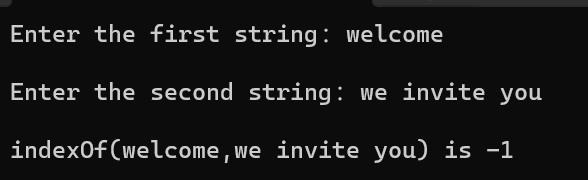 Enter the first string: welcome
Enter the second string: we invite you
indexOf(welcome,we invite you) is -1